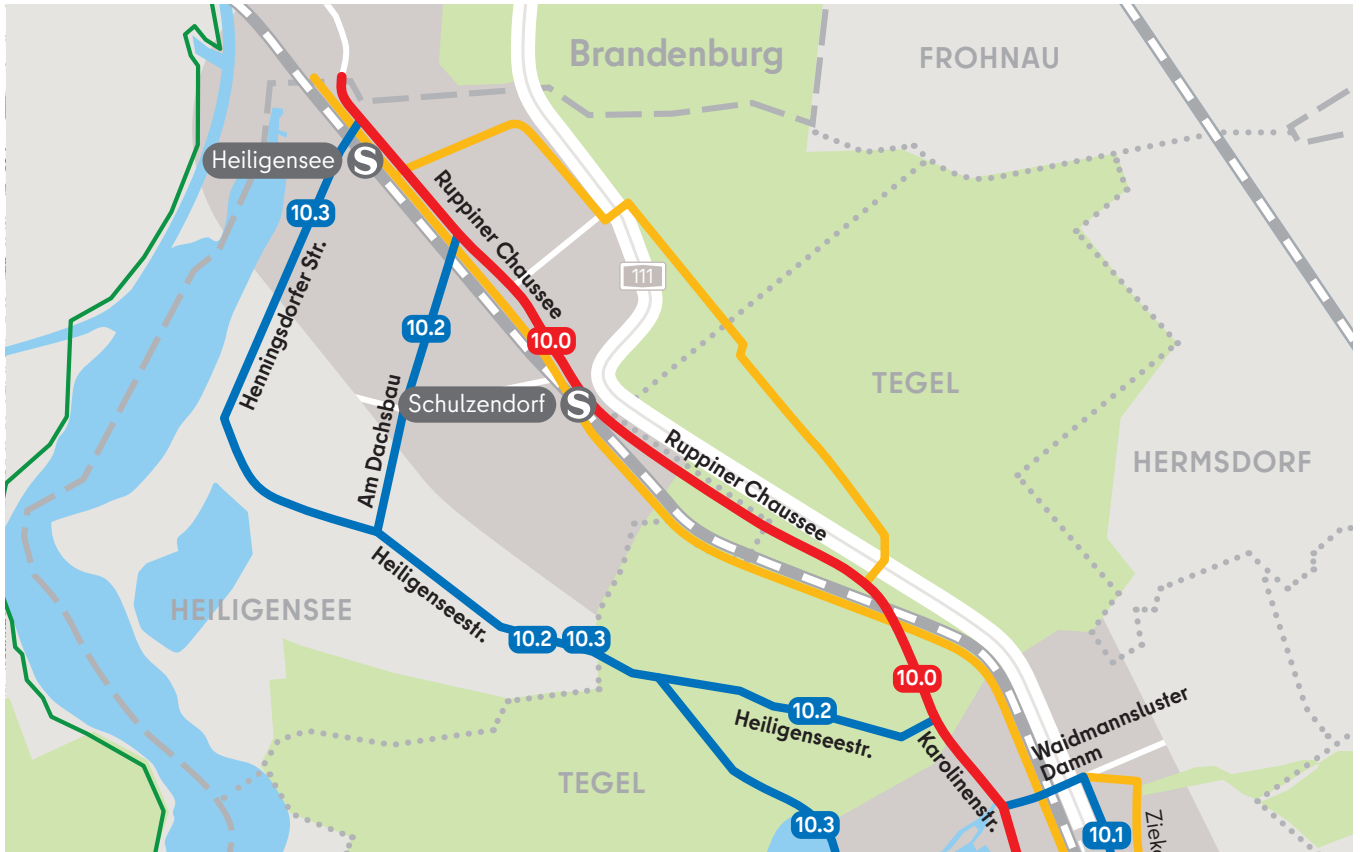 Brandenburg
FROHNAU
Heiligensee
S
Ruppiner Chaussee
10.3
111
Henningsdorfer Str.
10.2
10.0
TEGEL
Schulzendorf
S
Am Dachsbau
Ruppiner Chaussee
HERMSDORF
Heiligenseestr.
HEILIGENSEE
10.2
10.3
10.0
10.2
Heiligenseestr.
Waidmannsluster
Damm
Karolinenstr.
TEGEL
10.3
10.1